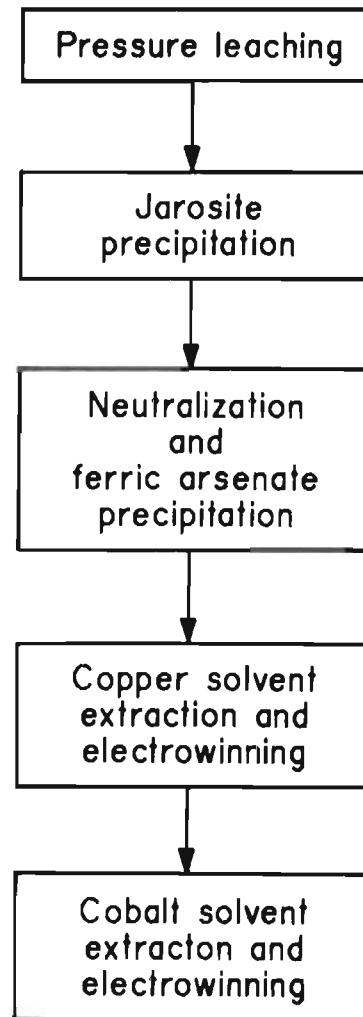 Pressure leaching
Jarosite
precipitation
Neutralization
and
ferric arsenate
precipitation
Copper solvent
extraction and
electrowinning
Cobalt solvent
extracton and
electrowinning